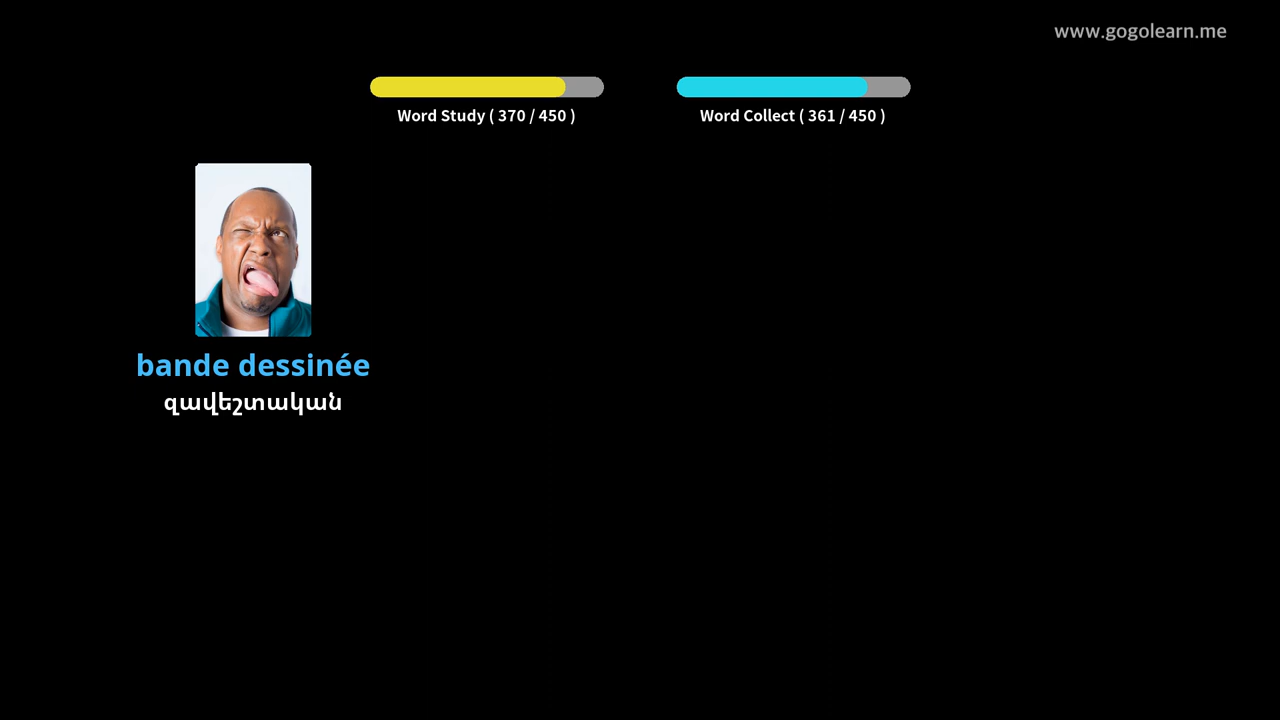 www.gogolearn.me
Word Study ( 370 / 450 )
Word Collect ( 361 / 450 )
bande dessinée
զավեշտական